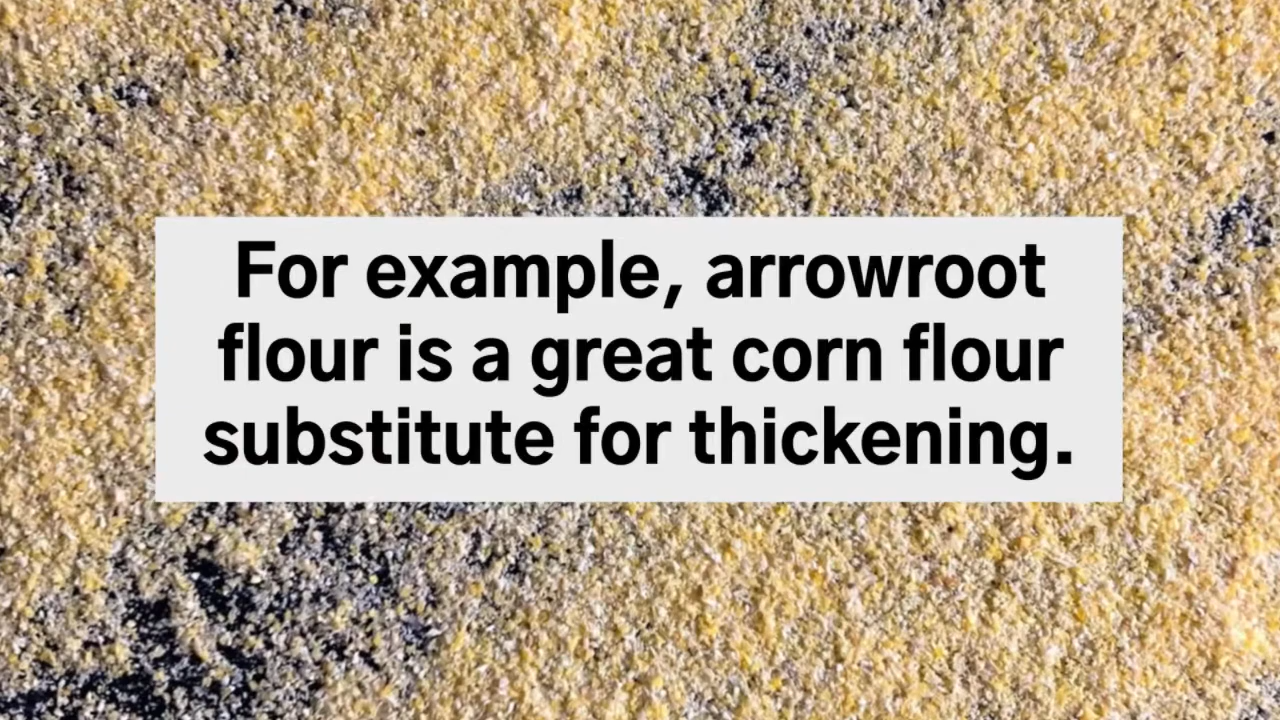 For example, arrowroot
flour is a great corn flour
substitute for thickening.